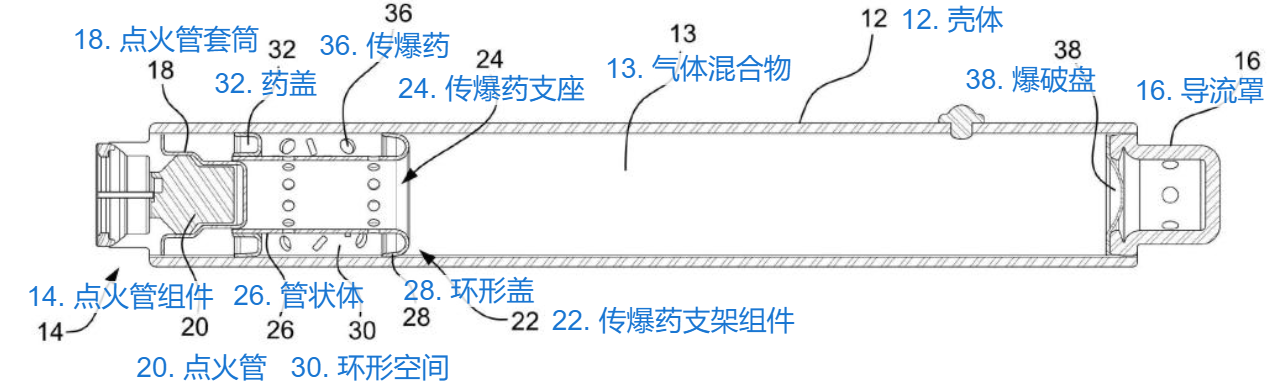 36
12
12. 壳体
18. 点火管套筒
32
36. 传爆药
13
38
18
32. 药盖
24
24. 传爆药支座
13. 气体混合物
38. 爆破盘
16
16. 导流罩
14. 点火管组件
26. 管状体
28. 环形盖
14
20
26
30
28
22
22. 传爆药支架组件
20. 点火管
30. 环形空间